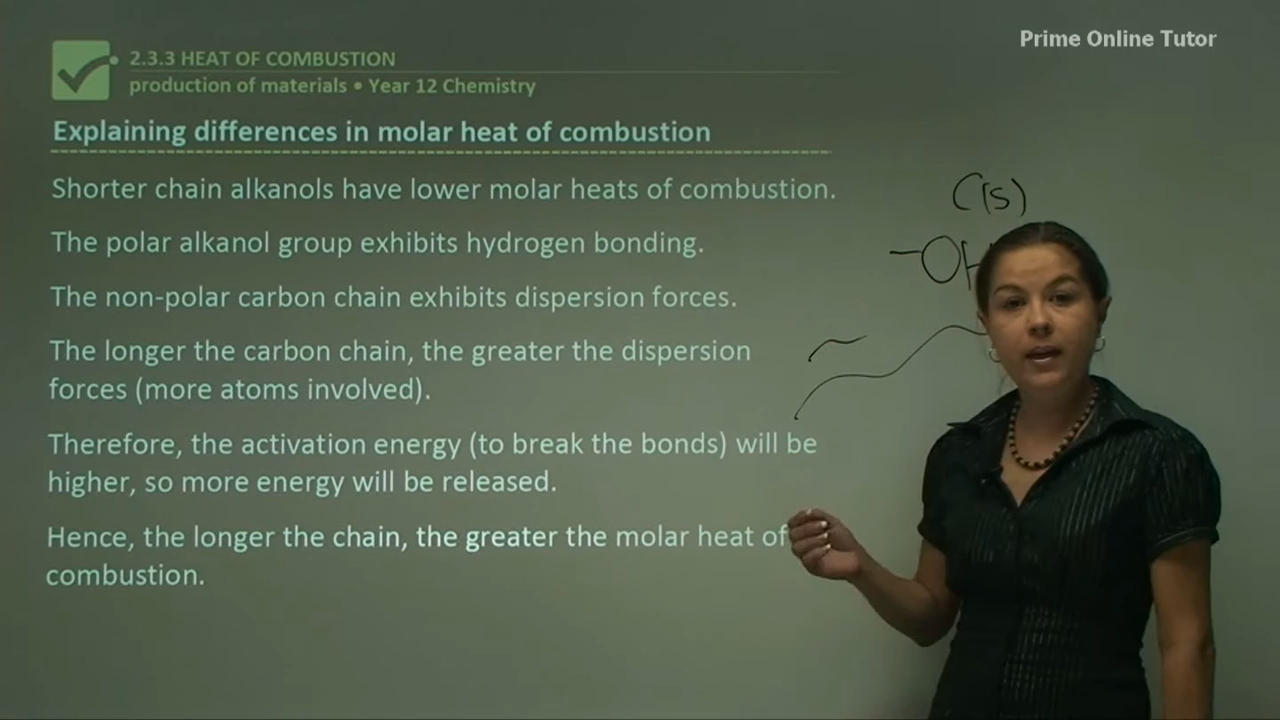 Prime Online Tutor
2.3.3 HEAT OF COMBUSTION
production of materials • Year 12 Chemistry
Explaining differences in molar heat of combustion
Shorter chain alkanols have lower molar heats of combustion.
The polar alkanol group exhibits hydrogen bonding.
The non-polar carbon chain exhibits dispersion forces.
The longer the carbon chain, the greater the dispersion
forces (more atoms involved).
Therefore, the activation energy (to break the bonds) will be
higher, so more energy will be released.
Hence, the longer the chain, the greater the molar heat of
combustion.
C(s)
-OH